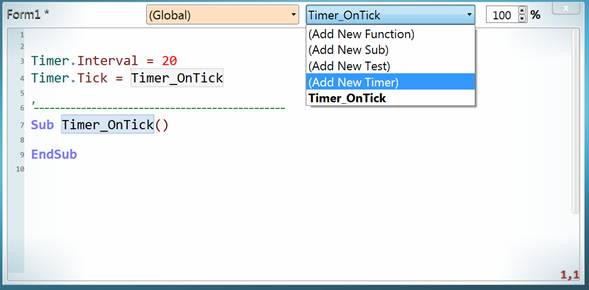 Form1 * (Global) Timer_OnTick 100 %
(Add New Function)
(Add New Sub)
(Add New Test)
(Add New Timer)
Timer_OnTick
1
2
3 Timer.Interval = 20
4 Timer.Tick = Timer_OnTick
5
6 '------------------------------------------------
7 Sub Timer_OnTick()
8
9 EndSub
10
1,1